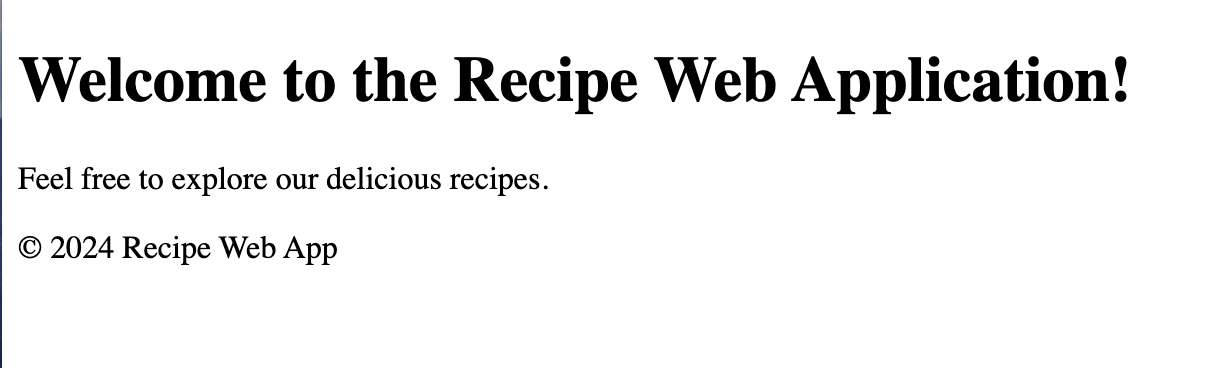 Welcome to the Recipe Web Application!
Feel free to explore our delicious recipes.
© 2024 Recipe Web App